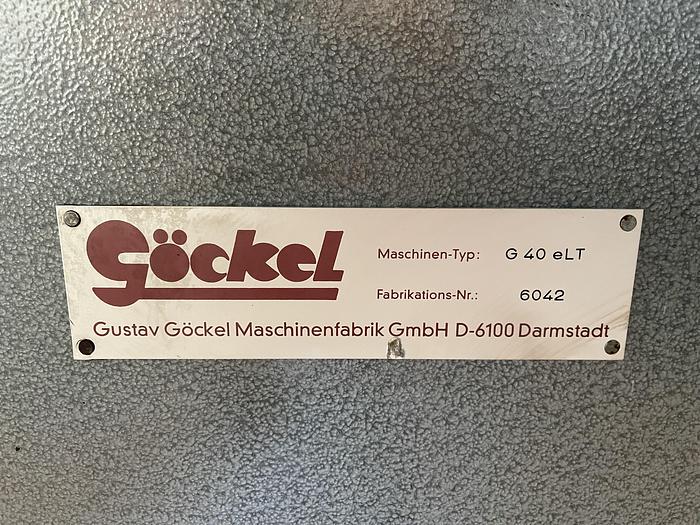 Göckel
Maschinen-Typ: G 40 eLT
Fabrikations-Nr.: 6042
Gustav Göckel Maschinenfabrik GmbH D-6100 Darmstadt